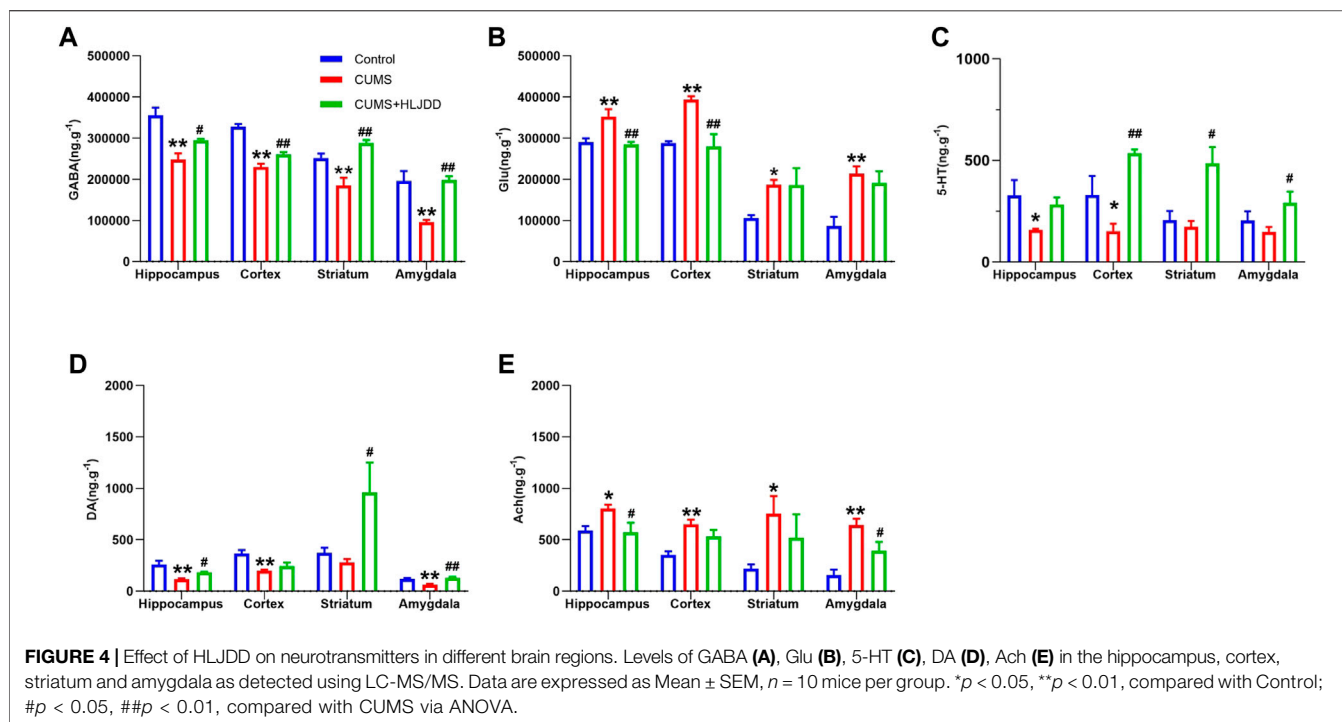 A
GABA(ng.g-1)
500000
400000
300000
200000
100000
0
Control
CUMS
CUMS+HLJDD
** # ** ## ** ## ** ##
Hippocampus Cortex Striatum Amygdala
B
Glu(ng.g-1)
500000
400000
300000
200000
100000
0
** ## ** ## * **
Hippocampus Cortex Striatum Amygdala
C
5-HT(ng.g-1)
1000
500
0
* * ## # #
Hippocampus Cortex Striatum Amygdala
D
DA(ng.g-1)
2000
1500
1000
500
0
** # ** # ** ##
Hippocampus Cortex Striatum Amygdala
E
Ach(ng.g-1)
2000
1500
1000
500
0
* # ** * ** #
Hippocampus Cortex Striatum Amygdala
FIGURE 4 | Effect of HLJDD on neurotransmitters in different brain regions. Levels of GABA (A), Glu (B), 5-HT (C), DA (D), Ach (E) in the hippocampus, cortex,
striatum and amygdala as detected using LC-MS/MS. Data are expressed as Mean ± SEM, n = 10 mice per group. *p < 0.05, **p < 0.01, compared with Control;
#p < 0.05, ##p < 0.01, compared with CUMS via ANOVA.